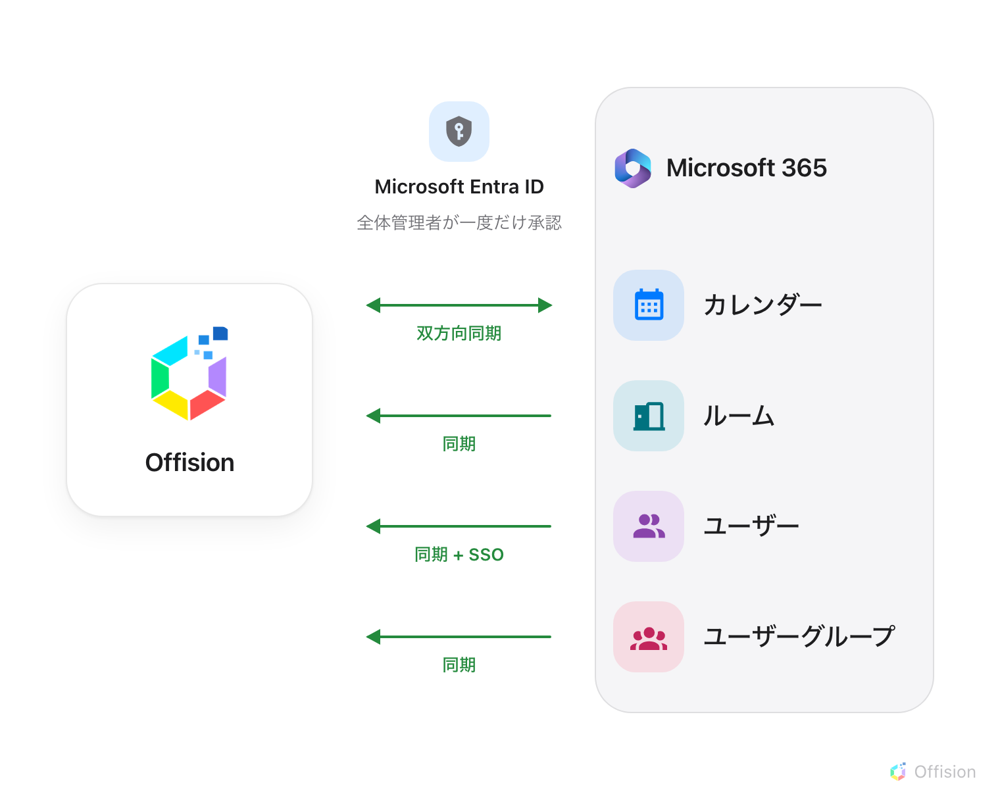 Microsoft Entra ID
全体管理者が一度だけ承認
Microsoft 365
Offision
双方向同期
カレンダー
同期
ルーム
同期 + SSO
ユーザー
同期
ユーザーグループ
Offision